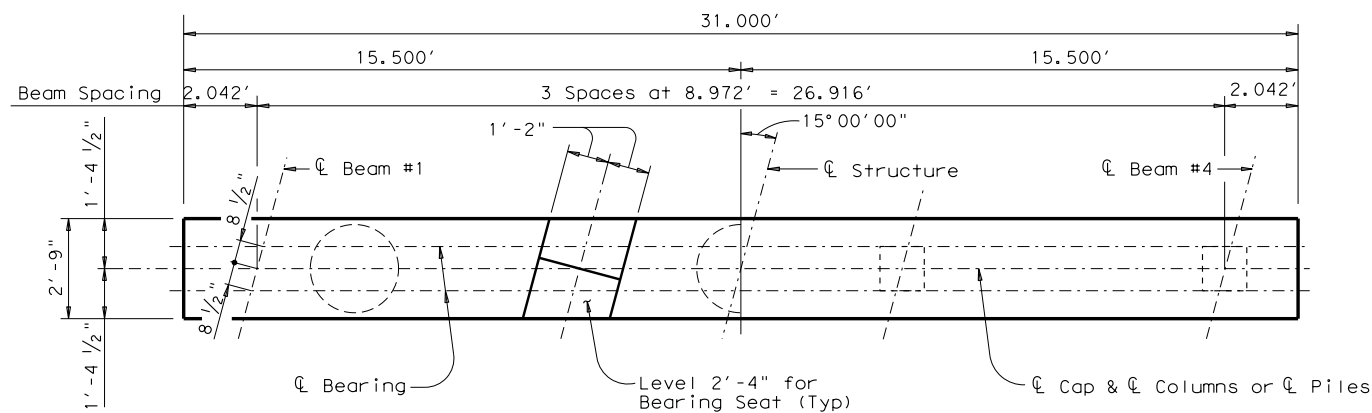 31.000'
15.500'
15.500'
Beam Spacing
2.042'
3 Spaces at 8.972' = 26.916'
2.042'
1'-4 ½"
1'-2"
15°00'00"
℄ Beam #1
℄ Structure
℄ Beam #4
8 ½"
2'-9"
8 ½"
1'-4 ½"
℄ Bearing
Level 2'-4" for
Bearing Seat (Typ)
℄ Cap & ℄ Columns or ℄ Piles